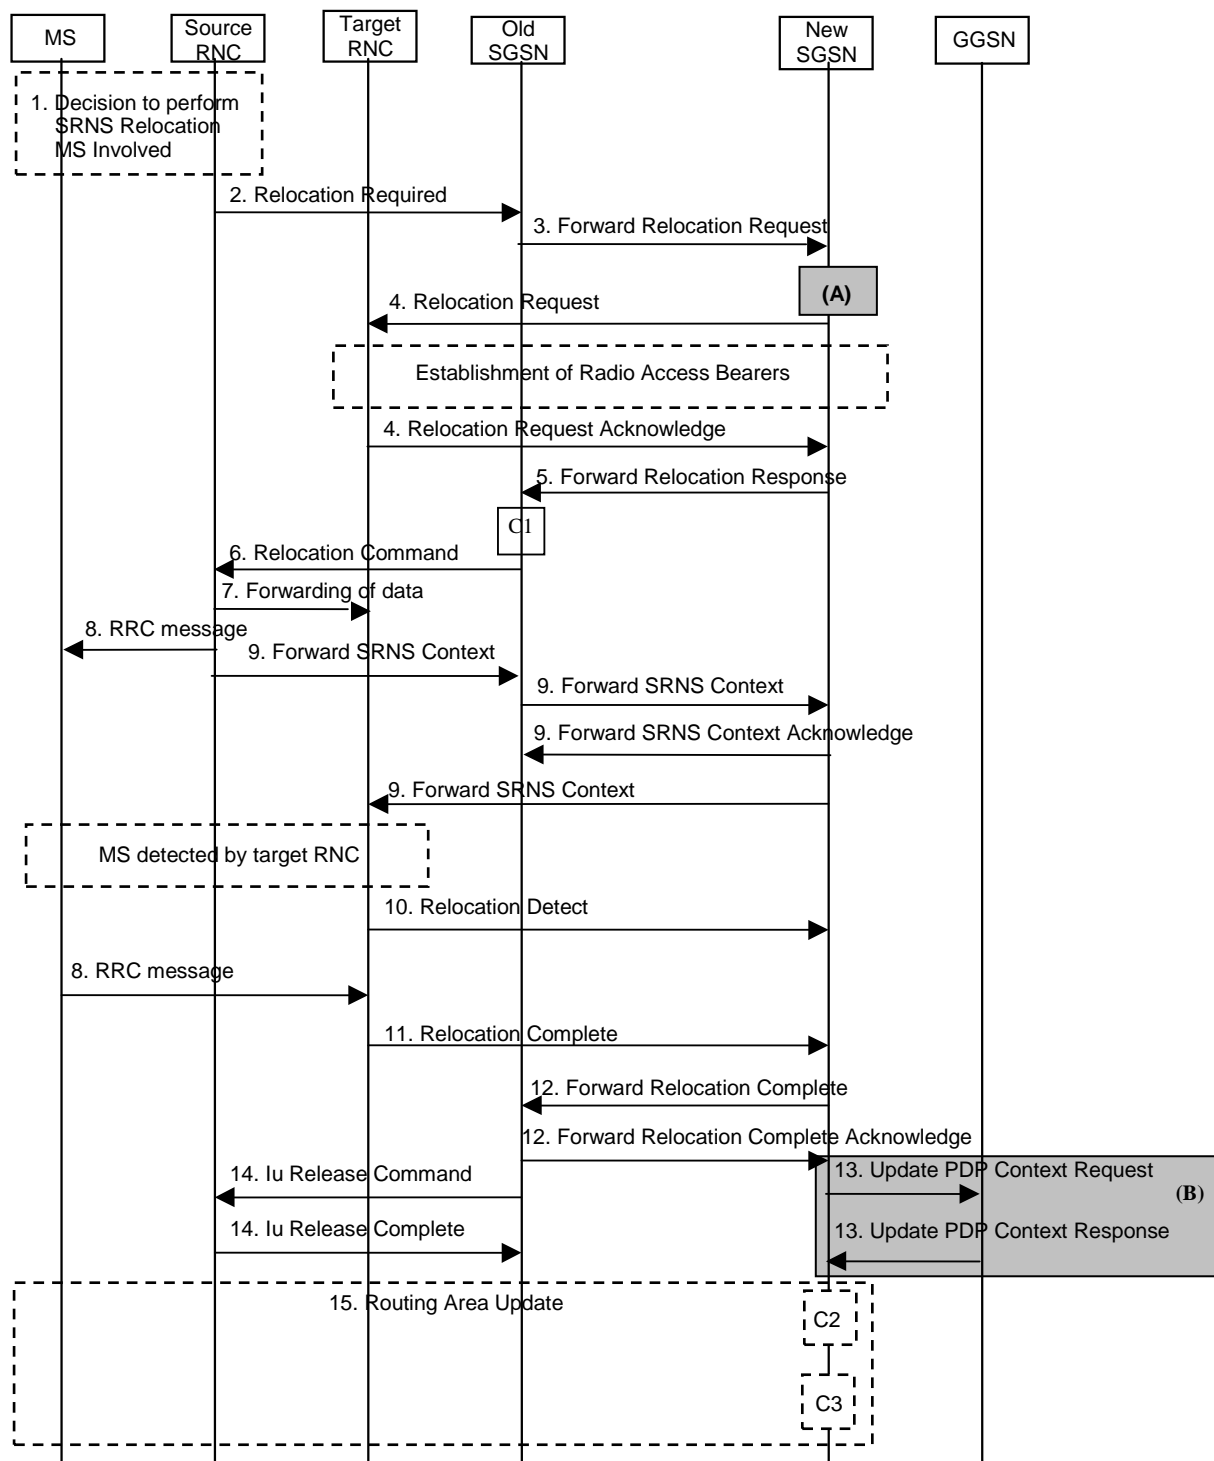 MS
Source
RNC
Target
RNC
Old
SGSN
New
SGSN
GGSN
1. Decision to perform
SRNS Relocation
MS Involved
2. Relocation Required
3. Forward Relocation Request
(A)
4. Relocation Request
Establishment of Radio Access Bearers
4. Relocation Request Acknowledge
5. Forward Relocation Response
C1
6. Relocation Command
7. Forwarding of data
8. RRC message
9. Forward SRNS Context
9. Forward SRNS Context
9. Forward SRNS Context Acknowledge
9. Forward SRNS Context
MS detected by target RNC
10. Relocation Detect
8. RRC message
11. Relocation Complete
12. Forward Relocation Complete
12. Forward Relocation Complete Acknowledge
14. Iu Release Command
13. Update PDP Context Request
(B)
14. Iu Release Complete
13. Update PDP Context Response
15. Routing Area Update
C2
C3